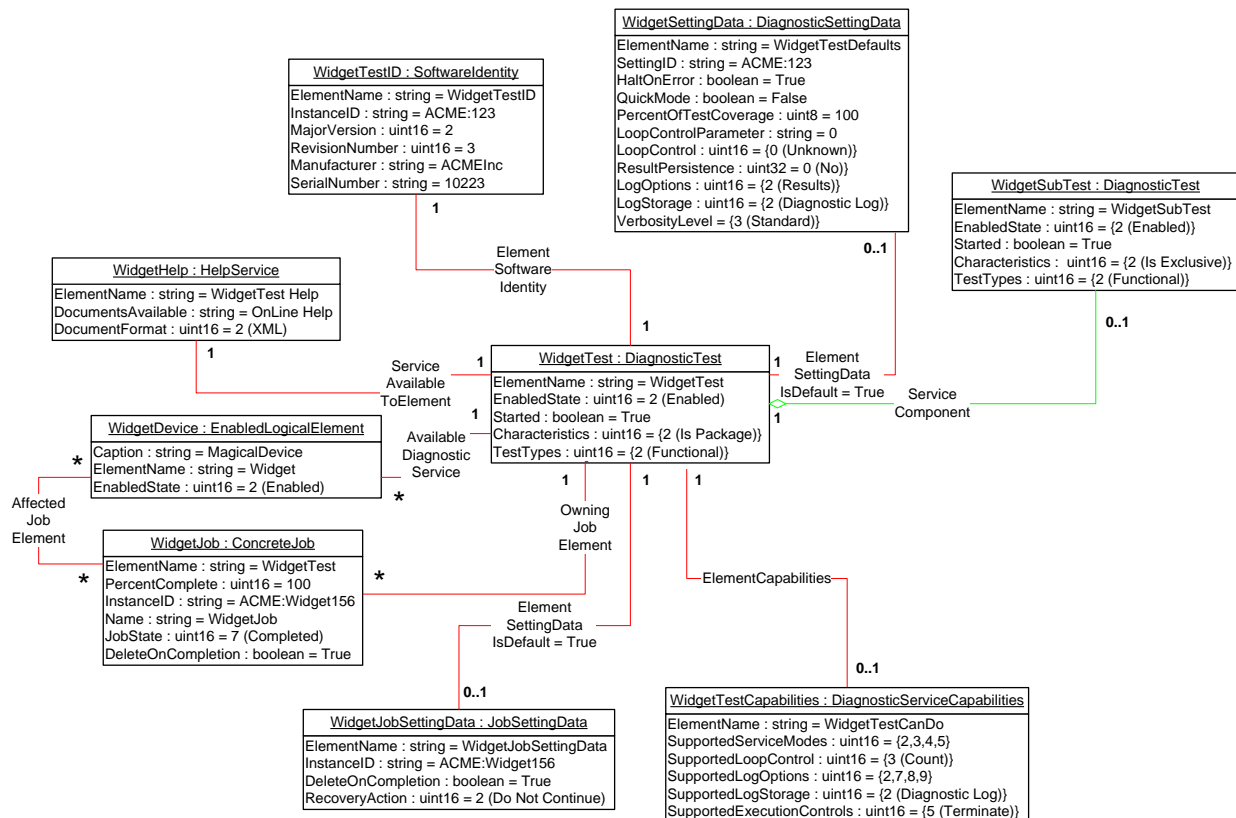 WidgetSettingData : DiagnosticSettingData
ElementName : string = WidgetTestDefaults
SettingID : string = ACME:123
HaltOnError : boolean = True
QuickMode : boolean = False
PercentOfTestCoverage : uint8 = 100
LoopControlParameter : string = 0
LoopControl : uint16 = {0 (Unknown)}
ResultPersistence : uint32 = 0 (No)}
LogOptions : uint16 = {2 (Results)}
LogStorage : uint16 = {2 (Diagnostic Log)}
VerbosityLevel = {3 (Standard)}
0..1
WidgetTestID : SoftwareIdentity
ElementName : string = WidgetTestID
InstanceID : string = ACME:123
MajorVersion : uint16 = 2
RevisionNumber : uint16 = 3
Manufacturer : string = ACMEInc
SerialNumber : string = 10223
1
Element
Software
Identity
1
WidgetSubTest : DiagnosticTest
ElementName : string = WidgetSubTest
EnabledState : uint16 = {2 (Enabled)}
Started : boolean = True
Characteristics :  uint16 = {2 (Is Exclusive)}
TestTypes : uint16 = {2 (Functional)}
0..1
WidgetHelp : HelpService
ElementName : string = WidgetTest Help
DocumentsAvailable : string = OnLine Help
DocumentFormat : uint16 = 2 (XML)
1
Service
Available
ToElement
1
WidgetTest : DiagnosticTest
ElementName : string = WidgetTest
EnabledState : uint16 = 2 (Enabled)
Started : boolean = True
Characteristics : uint16 = {2 (Is Package)}
TestTypes : uint16 = {2 (Functional)}
1
Element
SettingData
IsDefault = True
1
Service
Component
WidgetDevice : EnabledLogicalElement
Caption : string = MagicalDevice
ElementName : string = Widget
EnabledState : uint16 = 2 (Enabled)
*
*
1
Available
Diagnostic
Service
Affected
Job
Element
WidgetJob : ConcreteJob
ElementName : string = WidgetTest
PercentComplete : uint16 = 100
InstanceID : string = ACME:Widget156
Name : string = WidgetJob
JobState : uint16 = 7 (Completed)
DeleteOnCompletion : boolean = True
*
*
1
Owning
Job
Element
1
1
ElementCapabilities
Element
SettingData
IsDefault = True
0..1
0..1
WidgetJobSettingData : JobSettingData
ElementName : string = WidgetJobSettingData
InstanceID : string = ACME:Widget156
DeleteOnCompletion : boolean = True
RecoveryAction : uint16 = 2 (Do Not Continue)
WidgetTestCapabilities : DiagnosticServiceCapabilities
ElementName : string = WidgetTestCanDo
SupportedServiceModes : uint16 = {2,3,4,5}
SupportedLoopControl : uint16 = {3 (Count)}
SupportedLogOptions : uint16 = {2,7,8,9}
SupportedLogStorage : uint16 = {2 (Diagnostic Log)}
SupportedExecutionControls : uint16 = {5 (Terminate)}